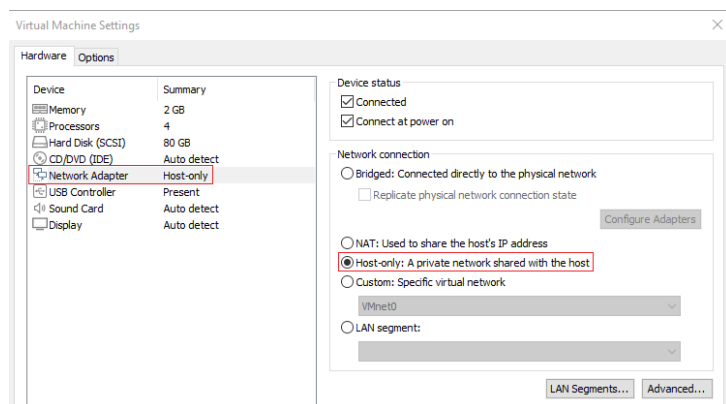 Virtual Machine Settings
Hardware Options
Device Summary
Memory 2 GB
Processors 4
Hard Disk (SCSI) 80 GB
CD/DVD (IDE) Auto detect
Network Adapter Host-only
USB Controller Present
Sound Card Auto detect
Display Auto detect
Device status
Connected
Connect at power on
Network connection
Bridged: Connected directly to the physical network
Replicate physical network connection state
Configure Adapters
NAT: Used to share the host's IP address
Host-only: A private network shared with the host
Custom: Specific virtual network
VMnet0
LAN segment:
LAN Segments... Advanced...